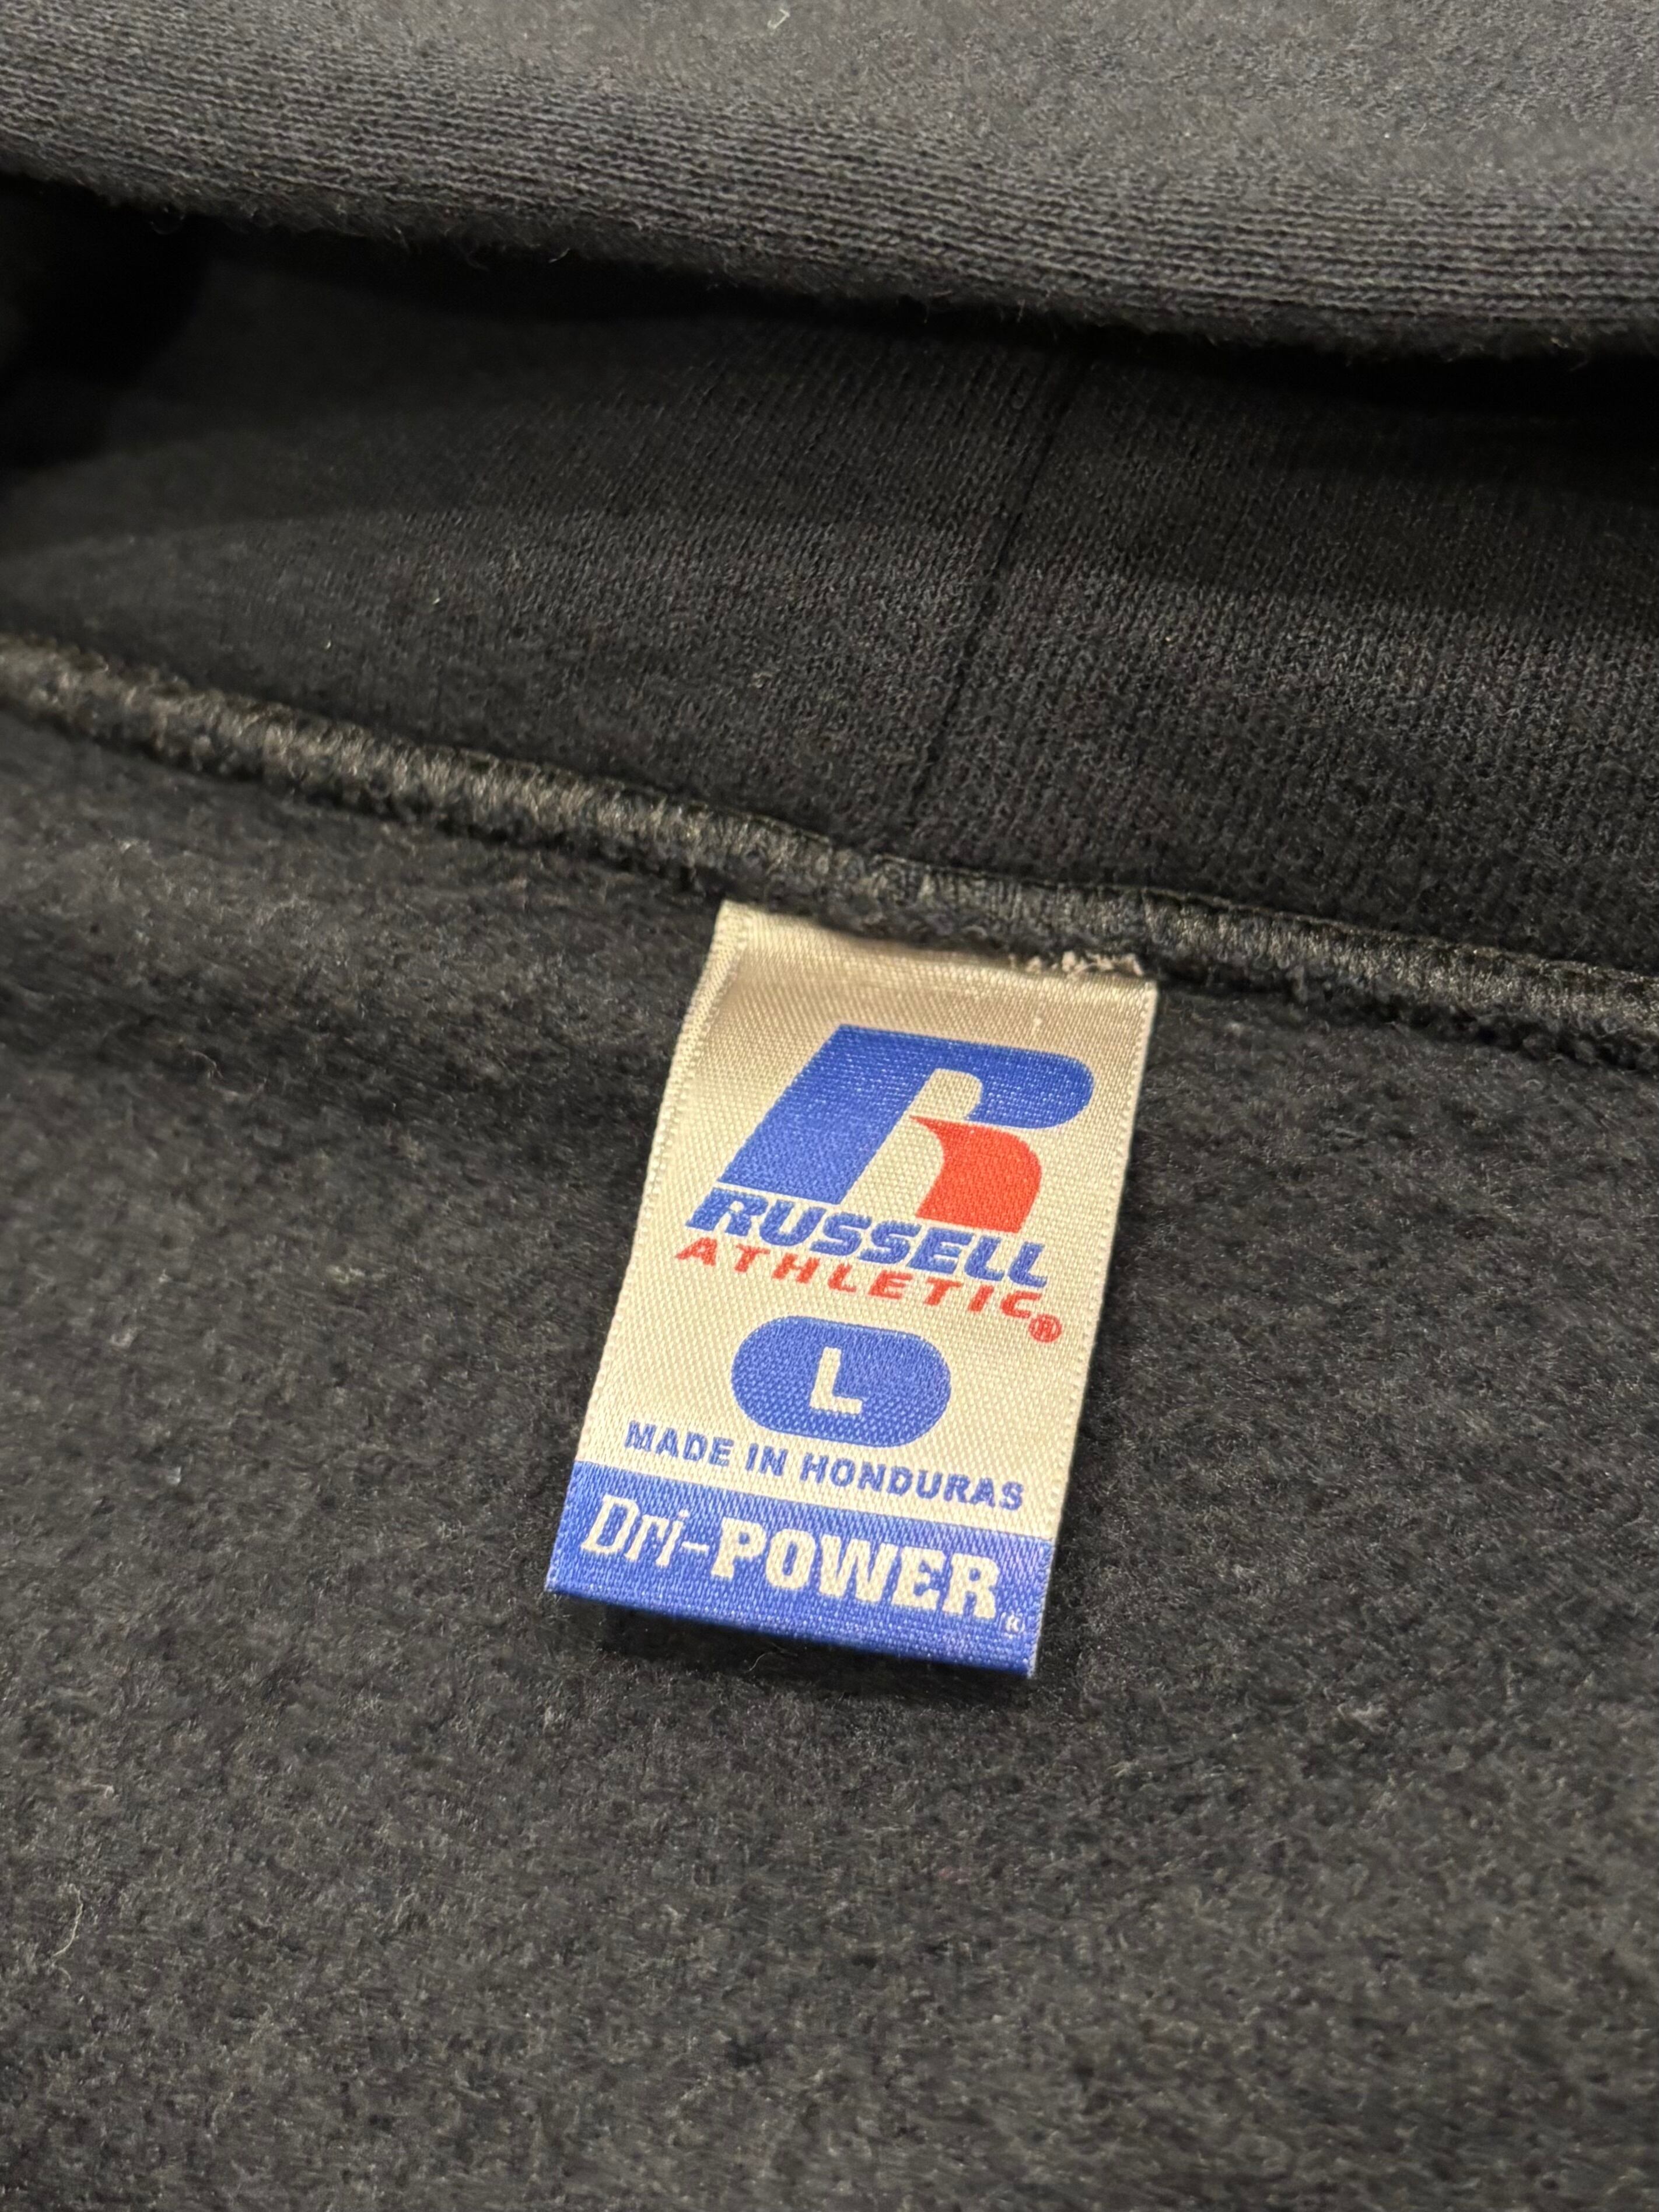 R
RUSSELL
ATHLETIC®
L
MADE IN HONDURAS
Dri-POWER®